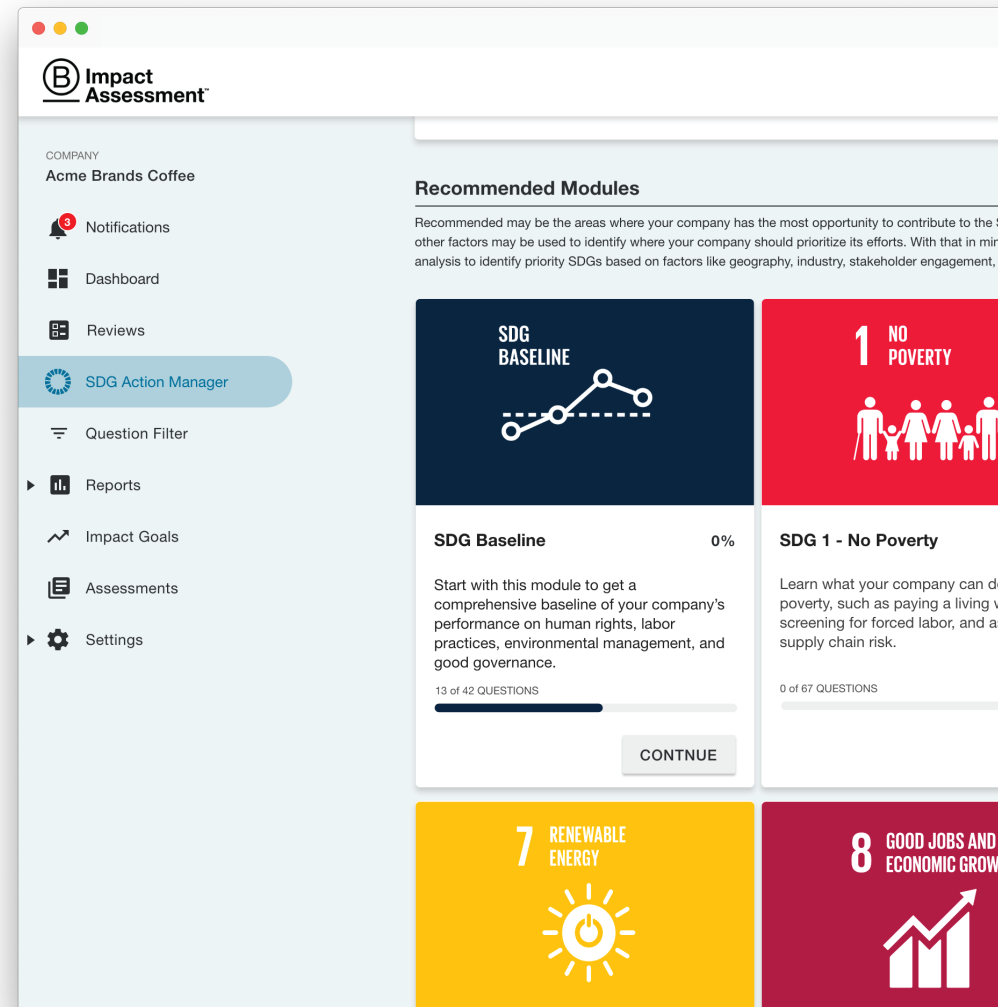 B Impact
Assessment™
COMPANY
Acme Brands Coffee
3
Notifications
Dashboard
Reviews
SDG Action Manager
Question Filter
Reports
Impact Goals
Assessments
Settings
Recommended Modules
Recommended may be the areas where your company has the most opportunity to contribute to the
other factors may be used to identify where your company should prioritize its efforts. With that in
analysis to identify priority SDGs based on factors like geography, industry, stakeholder engagement,
SDG
BASELINE
SDG Baseline 0%
Start with this module to get a
comprehensive baseline of your company’s
performance on human rights, labor
practices, environmental management, and
good governance.
13 of 42 QUESTIONS
CONTNUE
1 NO
POVERTY
SDG 1 - No Poverty
Learn what your company can
poverty, such as paying a living
screening for forced labor, and
supply chain risk.
0 of 67 QUESTIONS
7 RENEWABLE
ENERGY
8 GOOD JOBS AND
ECONOMIC